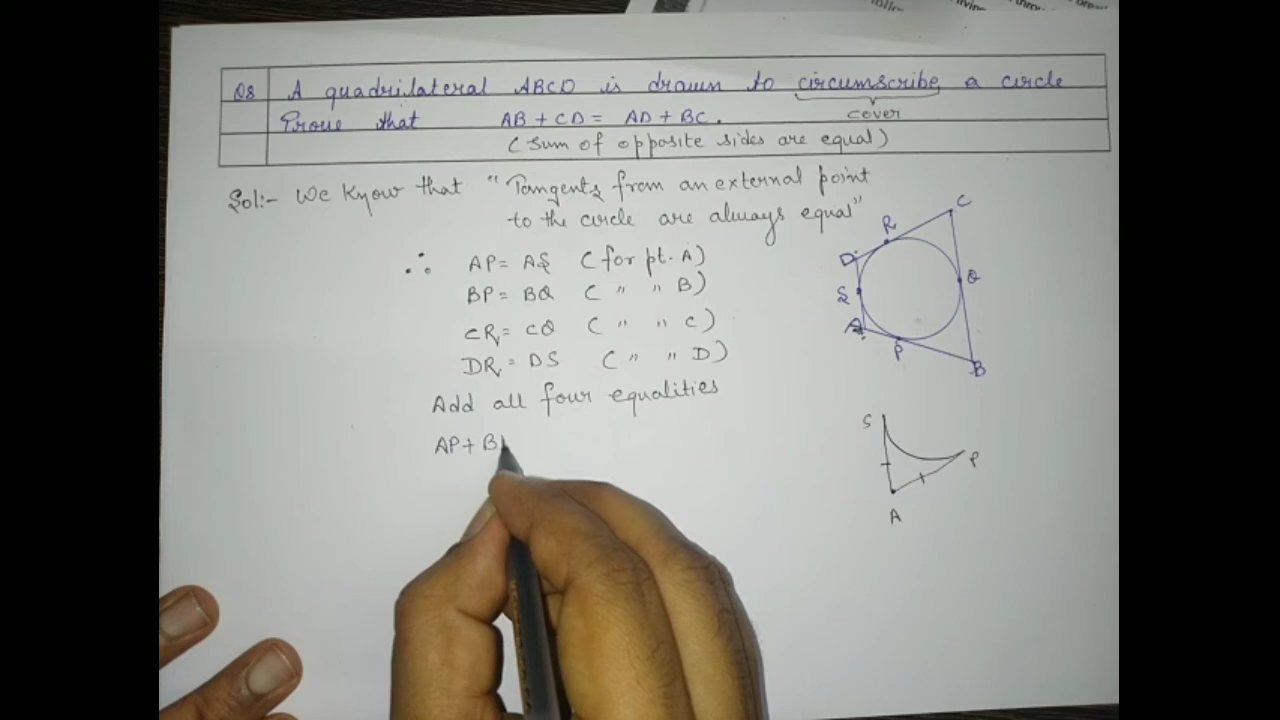 Q8 A quadrilateral ABCD is drawn to circumscribe a circle
Prove that AB + CD = AD + BC.
cover
(Sum of opposite sides are equal)
Sol:- We know that "Tangents from an external point
to the circle are always equal"
∴ AP = AS (for pt. A)
BP = BQ ( " " B)
CR = CQ ( " " C)
DR = DS ( " " D)
Add all four equalities
AP + B
C
R
D
Q
S
A
P
B
S
P
A